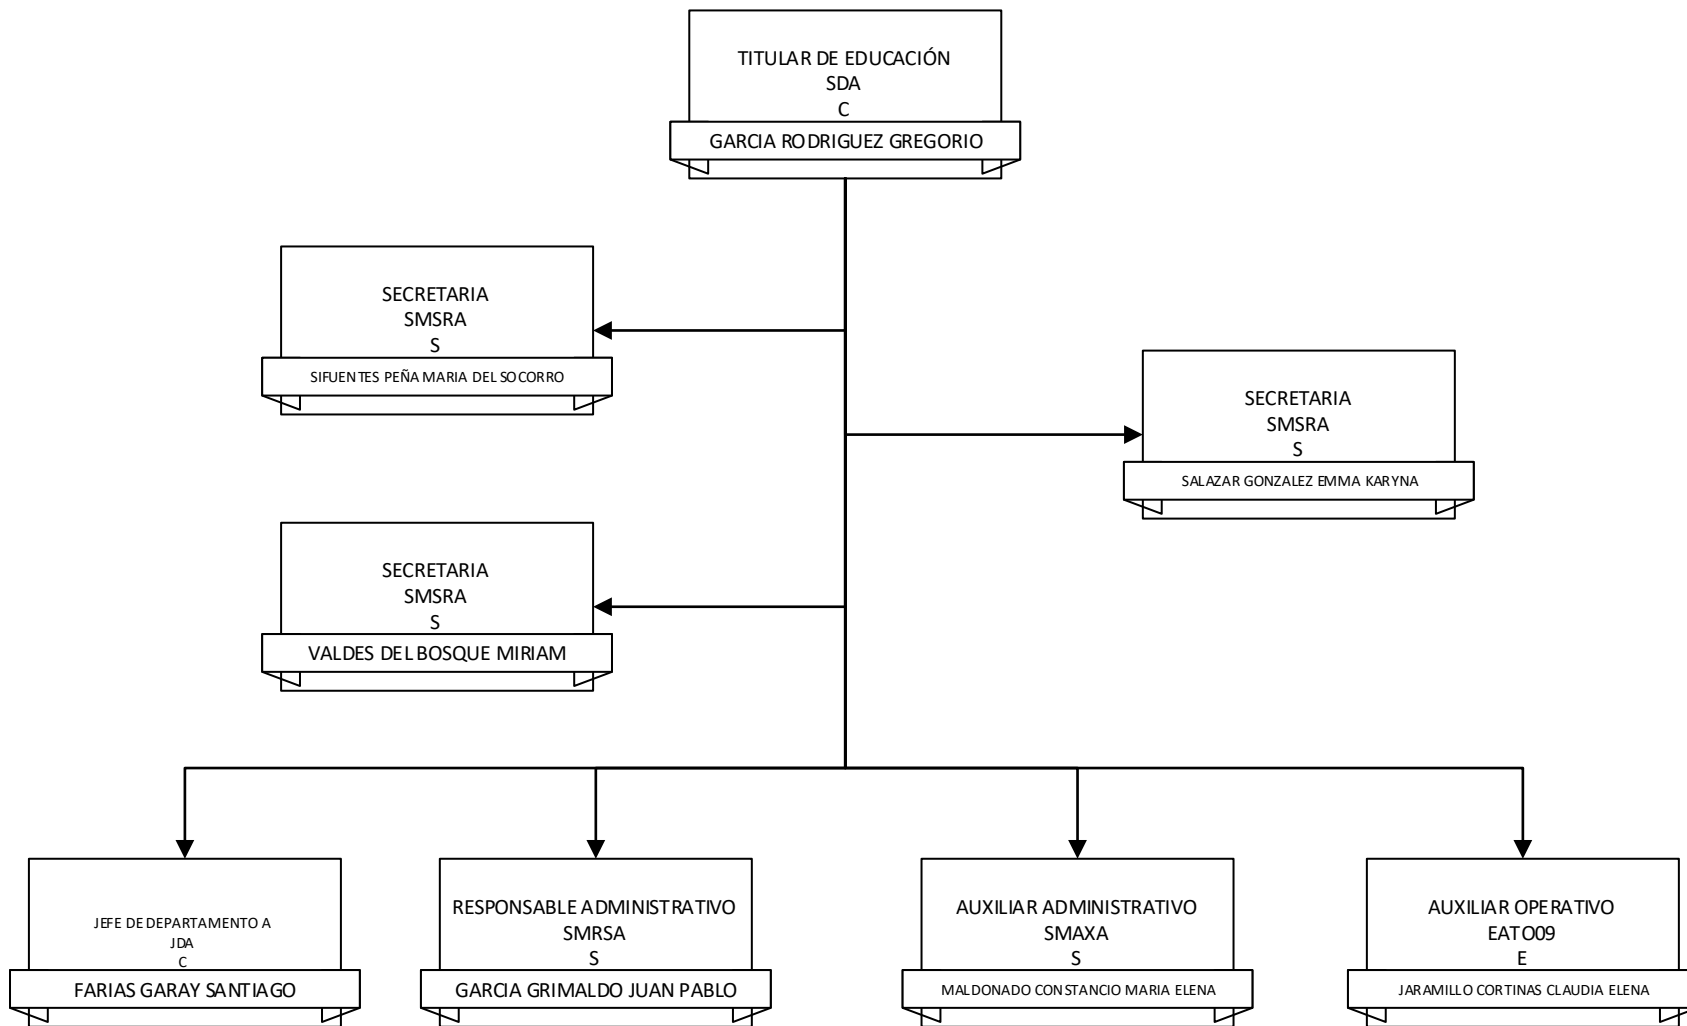 TITULAR DE EDUCACIÓN
SDA
C
GARCIA RODRIGUEZ GREGORIO
SECRETARIA
SMSRA
S
SIFUENTES PEÑA MARIA DEL SOCORRO
SECRETARIA
SMSRA
S
SALAZAR GONZALEZ EMMA KARYNA
SECRETARIA
SMSRA
S
VALDES DEL BOSQUE MIRIAM
JEFE DE DEPARTAMENTO A
JDA
C
FARIAS GARAY SANTIAGO
RESPONSABLE ADMINISTRATIVO
SMRSA
S
GARCIA GRIMALDO JUAN PABLO
AUXILIAR ADMINISTRATIVO
SMAXA
S
MALDONADO CONSTANCIO MARIA ELENA
AUXILIAR OPERATIVO
EATO09
E
JARAMILLO CORTINAS CLAUDIA ELENA